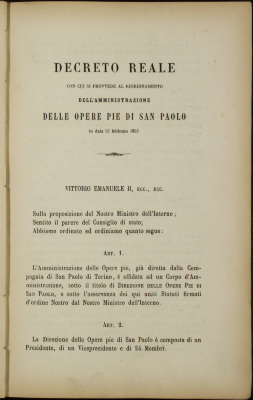 DECRETO REALE
CON CUI SI PROVVEDE AL RIORDINAMENTO
DELL'AMMINISTRAZIONE
DELLE OPERE PIE DI SAN PAOLO
in data 13 febbraio 1853
VITTORIO EMANUELE II, ECC., ECC.
Sulla proposizione del Nostro Ministro dell'Interno;
Sentito il parere del Consiglio di stato;
Abbiamo ordinato ed ordiniamo quanto segue:
ART. 1.
L'Amministrazione delle Opere pie, già diretta dalla Com-
pagnia di San Paolo di Torino, è affidata ad un Corpo d'Am-
ministrazione, sotto il titolo di DIREZIONE DELLE OPERE PIE DI
SAN PAOLO, e sotto l'osservanza dei qui uniti Statuti firmati
d'ordine Nostro dal Nostro Ministro dell'Interno.
ART. 2.
La Direzione delle Opere pie di San Paolo è composta di un
Presidente, di un Vicepresidente e di 25 Membri.